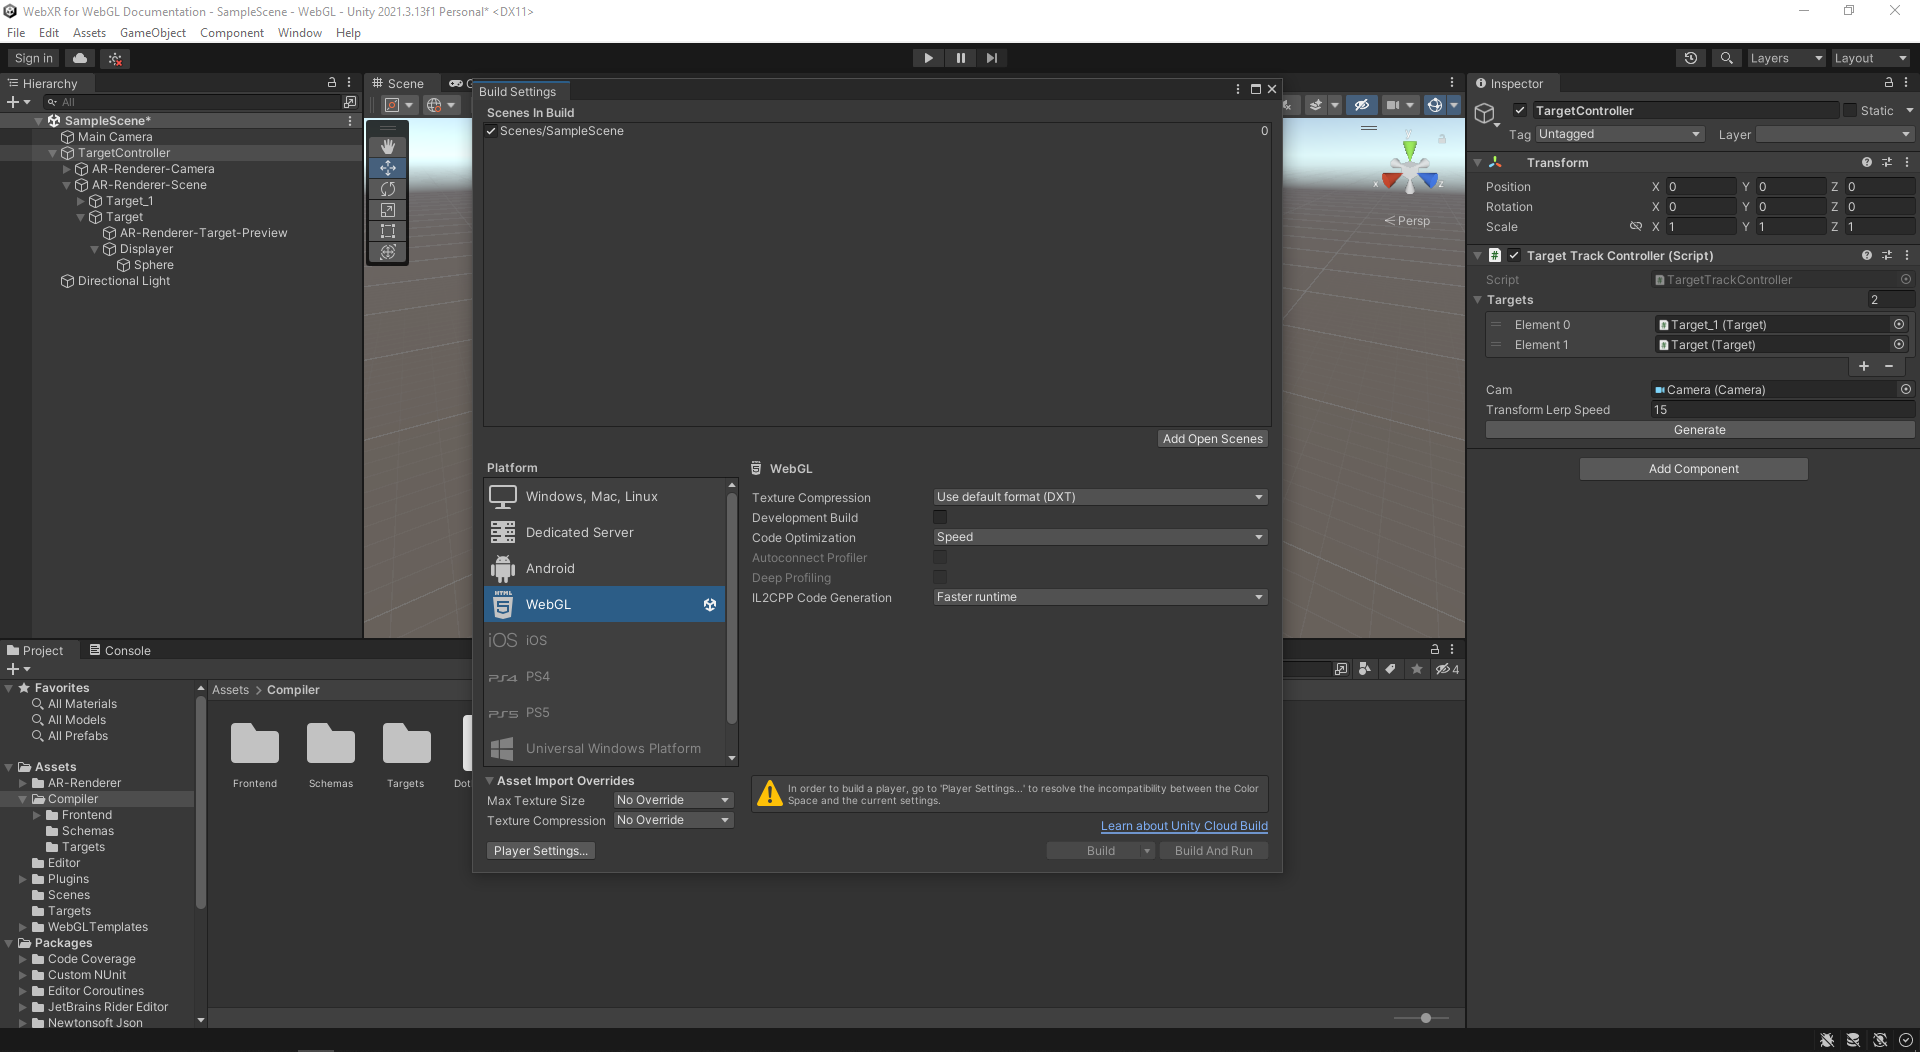 WebXR for WebGL Documentation - SampleScene - WebGL - Unity 2021.3.13f1 Personal* <DX11>
File Edit Assets GameObject Component Window Help
Sign in
Layers
Layout
Hierarchy
All
SampleScene*
Main Camera
TargetController
AR-Renderer-Camera
AR-Renderer-Scene
Target_1
Target
AR-Renderer-Target-Preview
Displayer
Sphere
Directional Light
Scene
Build Settings
Scenes In Build
Scenes/SampleScene 0
Add Open Scenes
Platform
Windows, Mac, Linux
Dedicated Server
Android
HTML
WebGL
iOS iOS
PS4 PS4
PS5 PS5
Universal Windows Platform
Asset Import Overrides
Max Texture Size No Override
Texture Compression No Override
Player Settings...
WebGL
Texture Compression Use default format (DXT)
Development Build
Code Optimization Speed
Autoconnect Profiler
Deep Profiling
IL2CPP Code Generation Faster runtime
In order to build a player, go to 'Player Settings...' to resolve the incompatibility between the Color
Space and the current settings.
Learn about Unity Cloud Build
Build Build And Run
y
x z
Persp
Inspector
TargetController Static
Tag Untagged Layer
Transform
Position X 0 Y 0 Z 0
Rotation X 0 Y 0 Z 0
Scale X 1 Y 1 Z 1
Target Track Controller (Script)
Script TargetTrackController
Targets 2
Element 0 Target_1 (Target)
Element 1 Target (Target)
Cam Camera (Camera)
Transform Lerp Speed 15
Generate
Add Component
Project Console
4
Favorites
All Materials
All Models
All Prefabs
Assets
AR-Renderer
Compiler
Frontend
Schemas
Targets
Editor
Plugins
Scenes
Targets
WebGLTemplates
Packages
Code Coverage
Custom NUnit
Editor Coroutines
JetBrains Rider Editor
Newtonsoft Json
Assets > Compiler
Frontend Schemas Targets